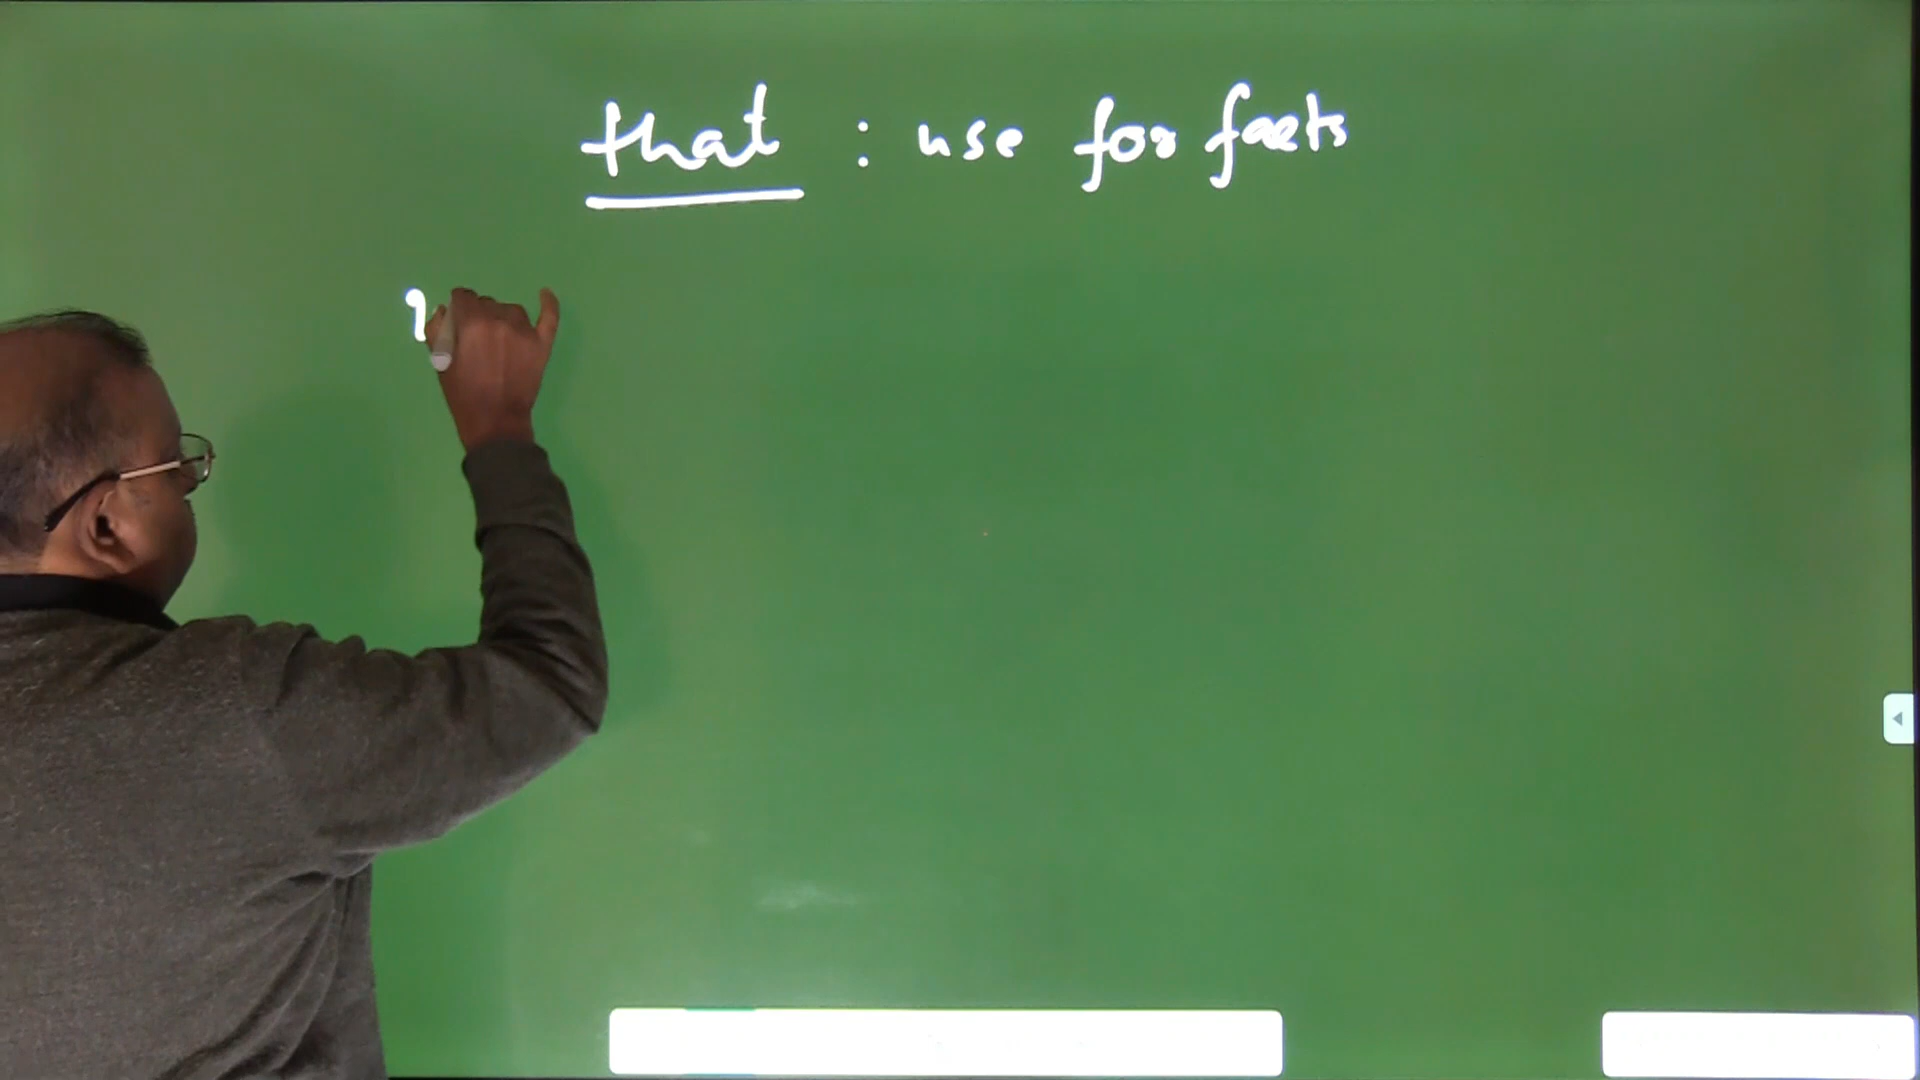 that : use for facts